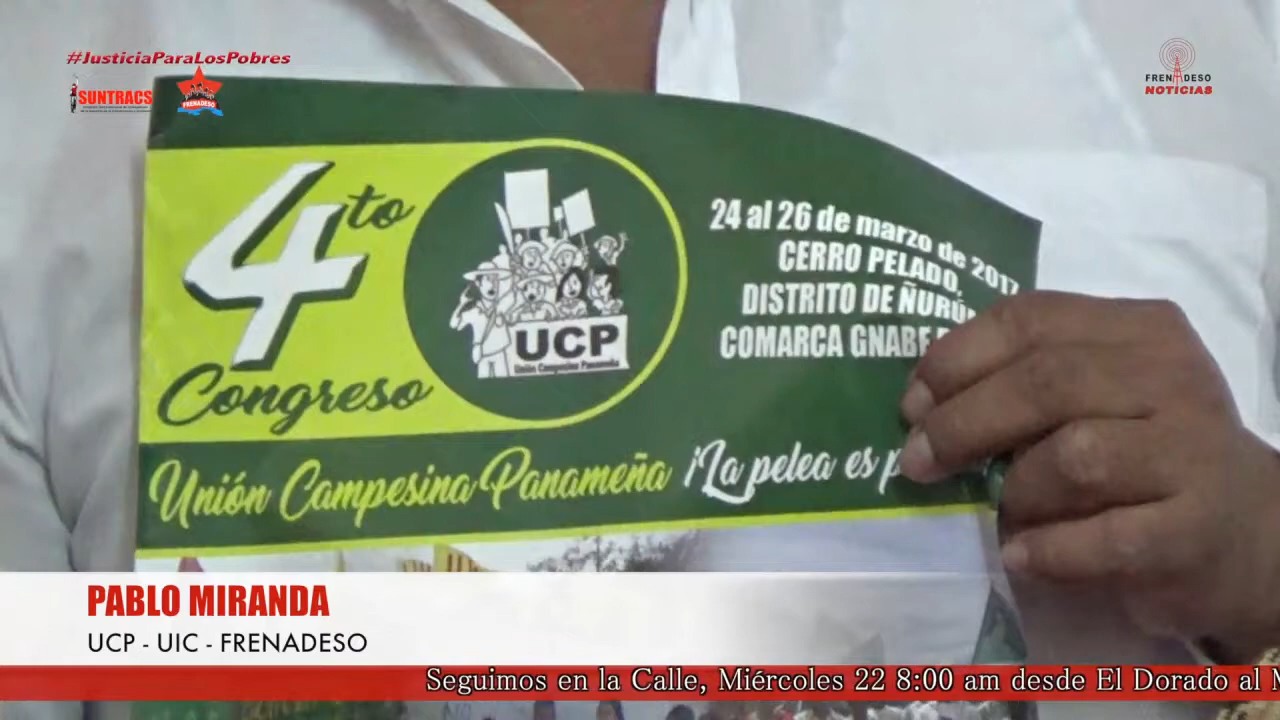 #JusticiaParaLosPobres
SUNTRACS
FRENADESO
FRENADESO
NOTICIAS
4to
Congreso
UCP
Unión Campesina Panameña
24 al 26 de marzo de 2017
CERRO PELADO,
DISTRITO DE
COMARCA
Unión Campesina Panameña ¡La pelea es
PABLO MIRANDA
UCP - UIC - FRENADESO
Seguimos en la Calle, Miércoles 22 8:00 am desde El Dorado al